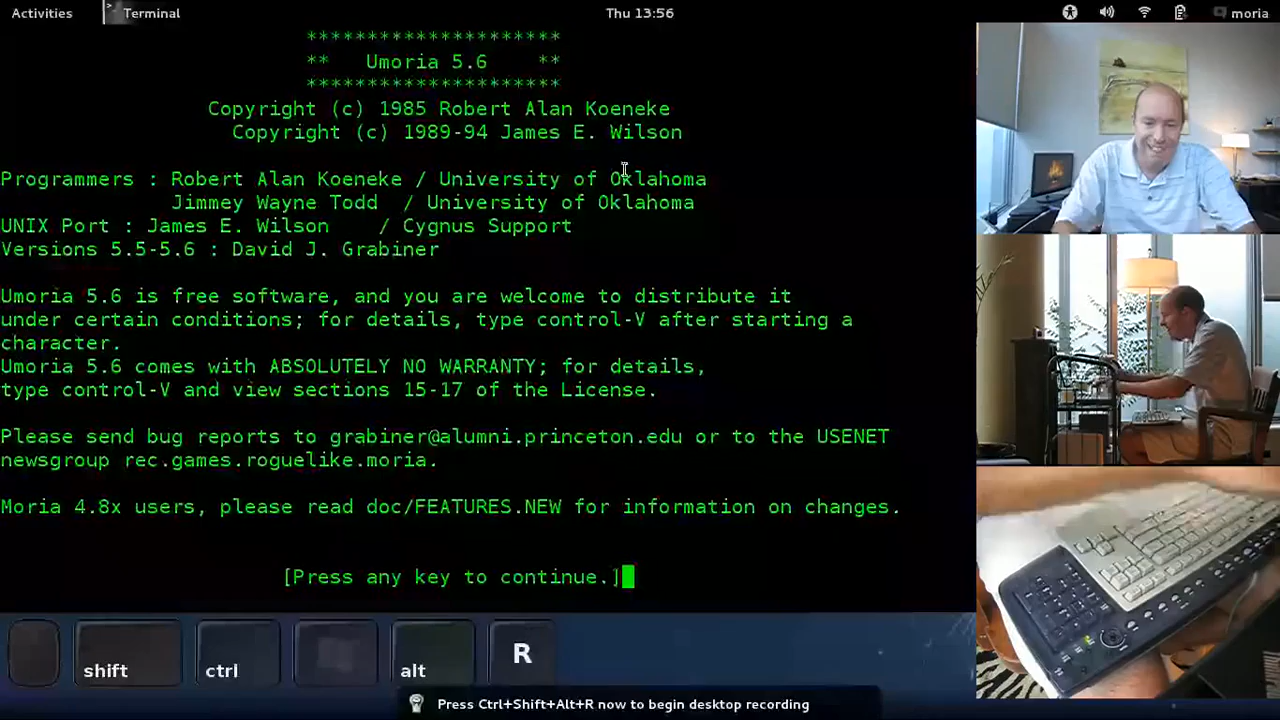 Activities
Terminal
Thu 13:56
moria
*********************
** Umoria 5.6 **
*********************
Copyright (c) 1985 Robert Alan Koeneke
Copyright (c) 1989-94 James E. Wilson
Programmers : Robert Alan Koeneke / University of Oklahoma
Jimmey Wayne Todd / University of Oklahoma
UNIX Port : James E. Wilson / Cygnus Support
Versions 5.5-5.6 : David J. Grabiner
Umoria 5.6 is free software, and you are welcome to distribute it
under certain conditions; for details, type control-V after starting a
character.
Umoria 5.6 comes with ABSOLUTELY NO WARRANTY; for details,
type control-V and view sections 15-17 of the License.
Please send bug reports to grabiner@alumni.princeton.edu or to the USENET
newsgroup rec.games.roguelike.moria.
Moria 4.8x users, please read doc/FEATURES.NEW for information on changes.
[Press any key to continue.]
shift ctrl alt R
Press Ctrl+Shift+Alt+R now to begin desktop recording